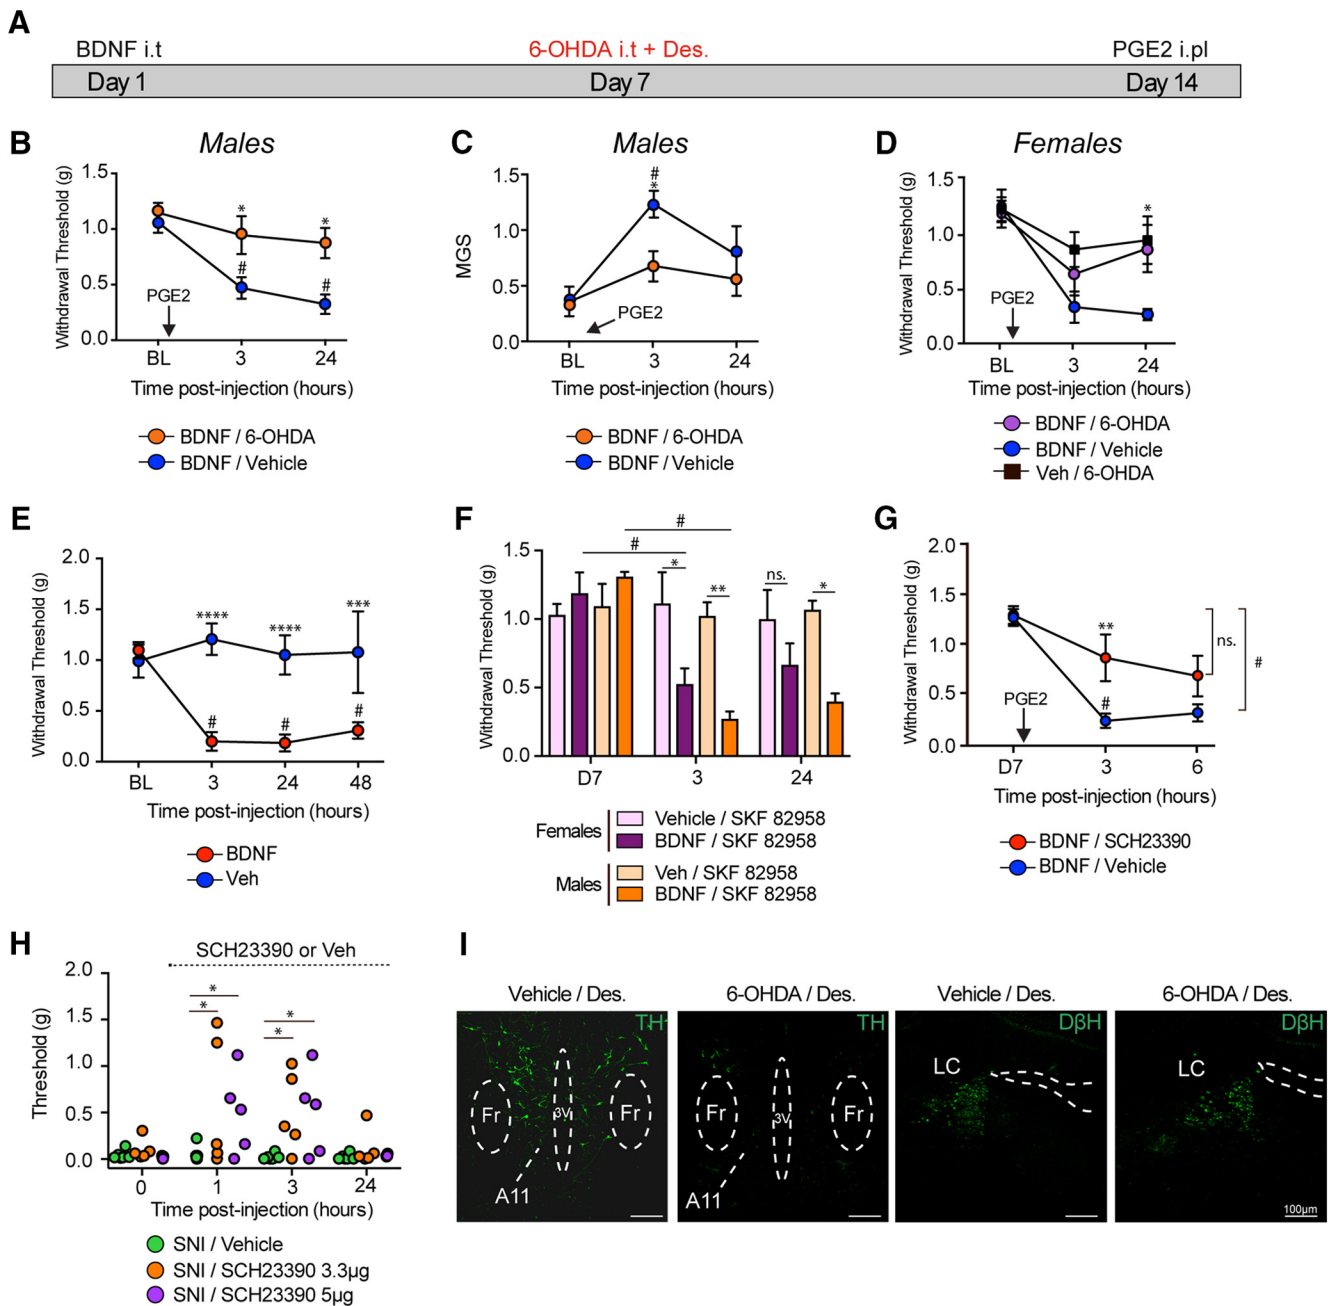 A
BDNF i.t
6-OHDA i.t + Des.
PGE2 i.pl
Day 1
Day 7
Day 14
B
Males
Withdrawal Threshold (g)
1.5
1.0
0.5
0.0
*
*
#
#
PGE2
BL
3
24
Time post-injection (hours)
BDNF / 6-OHDA
BDNF / Vehicle
C
Males
MGS
1.5
1.0
0.5
0.0
#
*
PGE2
BL
3
24
Time post-injection (hours)
BDNF / 6-OHDA
BDNF / Vehicle
D
Females
Withdrawal Threshold (g)
1.5
1.0
0.5
0.0
*
PGE2
BL
3
24
Time post-injection (hours)
BDNF / 6-OHDA
BDNF / Vehicle
Veh / 6-OHDA
E
Withdrawal Threshold (g)
2.0
1.5
1.0
0.5
0.0
****
****
***
#
#
#
BL
3
24
48
Time post-injection (hours)
BDNF
Veh
F
Withdrawal Threshold (g)
1.5
1.0
0.5
0.0
#
#
*
**
ns.
*
D7
3
24
Females
Vehicle / SKF 82958
BDNF / SKF 82958
Males
Veh / SKF 82958
BDNF / SKF 82958
G
Withdrawal Threshold (g)
2.0
1.5
1.0
0.5
0.0
**
#
ns.
#
PGE2
D7
3
6
Time post-injection (hours)
BDNF / SCH23390
BDNF / Vehicle
H
SCH23390 or Veh
Threshold (g)
2.0
1.5
1.0
0.5
0.0
*
*
*
*
0
1
3
24
Time post-injection (hours)
SNI / Vehicle
SNI / SCH23390 3.3µg
SNI / SCH23390 5µg
I
Vehicle / Des.
6-OHDA / Des.
Vehicle / Des.
6-OHDA / Des.
TH
Fr
3V
Fr
A11
TH
Fr
3V
Fr
A11
DβH
LC
DβH
LC
100µm